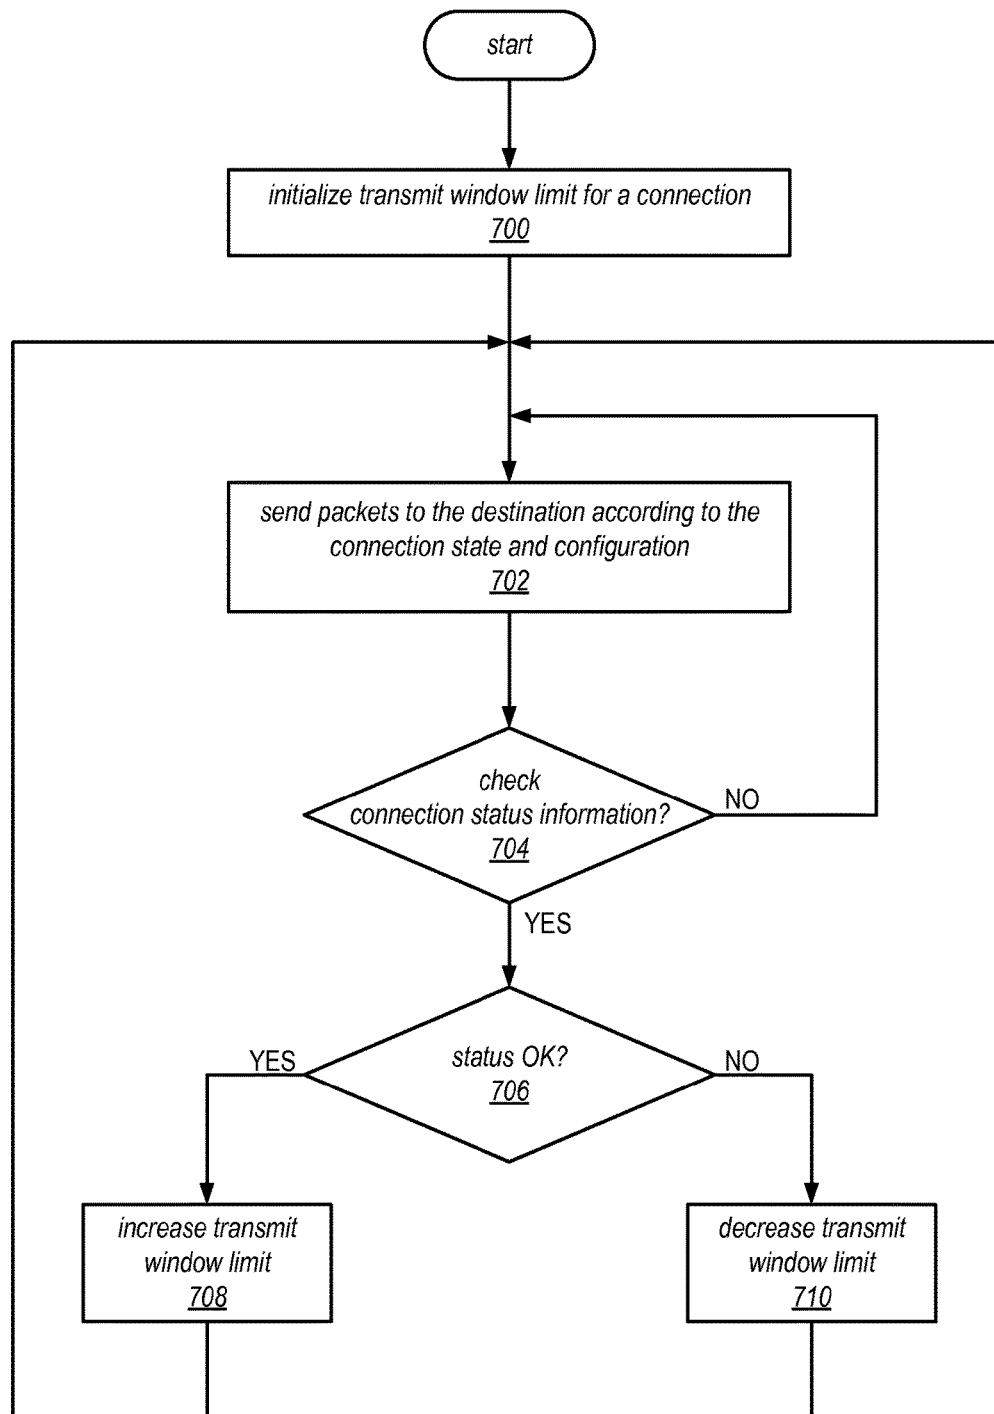 start
initialize transmit window limit for a connection
700
send packets to the destination according to the
connection state and configuration
702
check
connection status information?
704
NO
YES
status OK?
706
YES
NO
increase transmit
window limit
708
decrease transmit
window limit
710